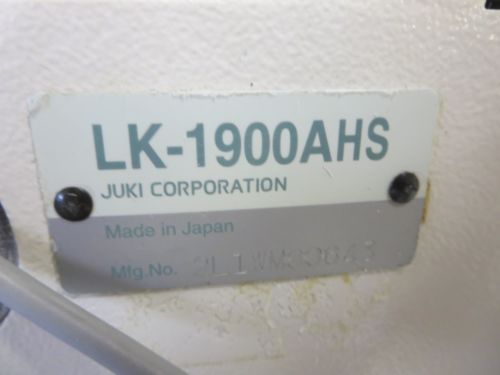 LK-1900AHS
JUKI CORPORATION
Made in Japan
Mfg.No.